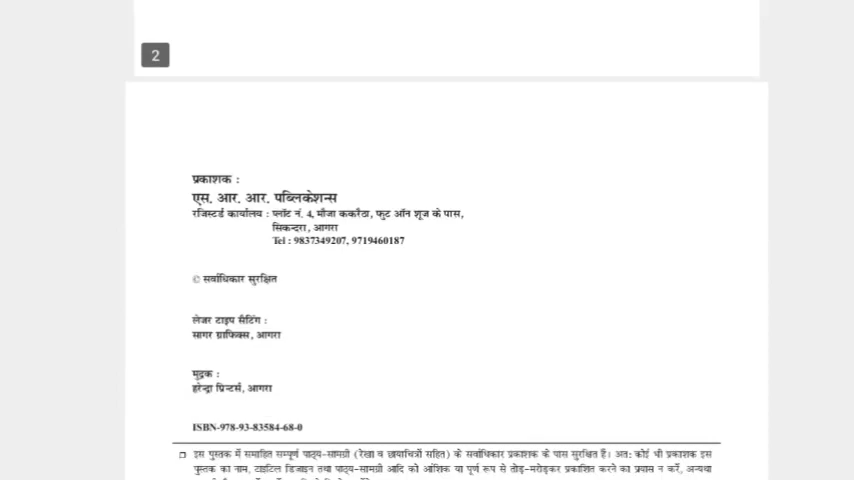 2
प्रकाशक :
एस. आर. आर. पब्लिकेशन्स
रजिस्टर्ड कार्यालय : प्लॉट नं. 4, मौजा ककरैठा, फुट ऑन शूज के पास,
सिकन्दरा, आगरा
Tel : 9837349207, 9719460187
© सर्वाधिकार सुरक्षित
लेजर टाइप सैटिंग :
सागर ग्राफिक्स, आगरा
मुद्रक :
हरेन्द्रा प्रिन्टर्स, आगरा
ISBN-978-93-83584-68-0
❒ इस पुस्तक में समाहित सम्पूर्ण पाठ्य-सामग्री (रेखा व छायाचित्रों सहित) के सर्वाधिकार प्रकाशक के पास सुरक्षित हैं। अत: कोई भी प्रकाशक इस
पुस्तक का नाम, टाइटिल डिजाइन तथा पाठ्य-सामग्री आदि को आंशिक या पूर्ण रूप से तोड़-मरोड़कर प्रकाशित करने का प्रयास न करें, अन्यथा